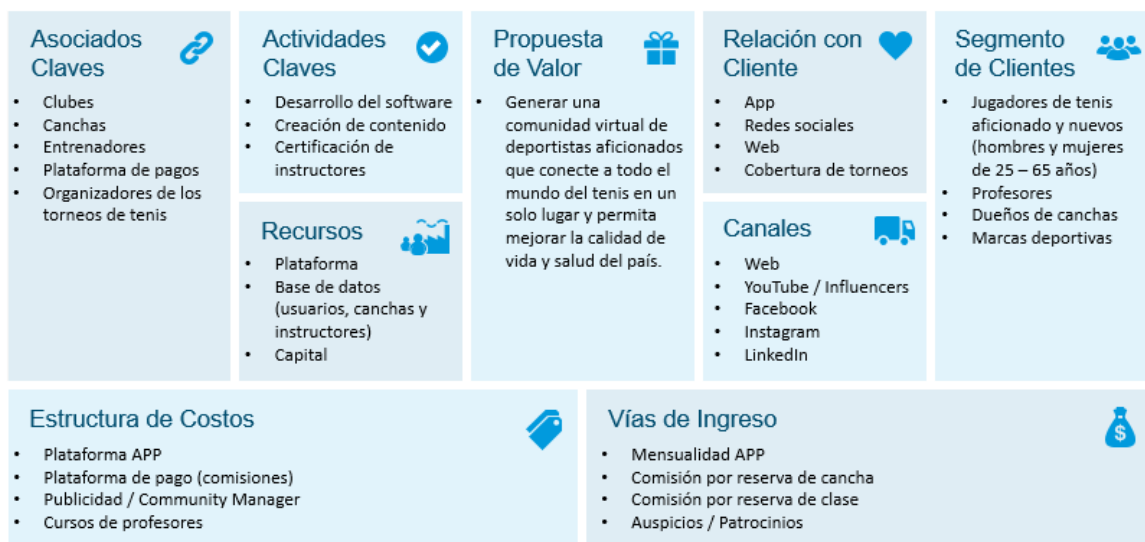 Asociados
Claves
• Clubes
• Canchas
• Entrenadores
• Plataforma de pagos
• Organizadores de los
torneos de tenis
Actividades
Claves
• Desarrollo del software
• Creación de contenido
• Certificación de
instructores
Recursos
• Plataforma
• Base de datos
(usuarios, canchas y
instructores)
• Capital
Propuesta
de Valor
• Generar una
comunidad virtual de
deportistas aficionados
que conecte a todo el
mundo del tenis en un
solo lugar y permita
mejorar la calidad de
vida y salud del país.
Relación con
Cliente
• App
• Redes sociales
• Web
• Cobertura de torneos
Canales
• Web
• YouTube / Influencers
• Facebook
• Instagram
• LinkedIn
Segmento
de Clientes
• Jugadores de tenis
aficionado y nuevos
(hombres y mujeres
de 25 – 65 años)
• Profesores
• Dueños de canchas
• Marcas deportivas
Estructura de Costos
• Plataforma APP
• Plataforma de pago (comisiones)
• Publicidad / Community Manager
• Cursos de profesores
Vías de Ingreso
$
• Mensualidad APP
• Comisión por reserva de cancha
• Comisión por reserva de clase
• Auspicios / Patrocinios